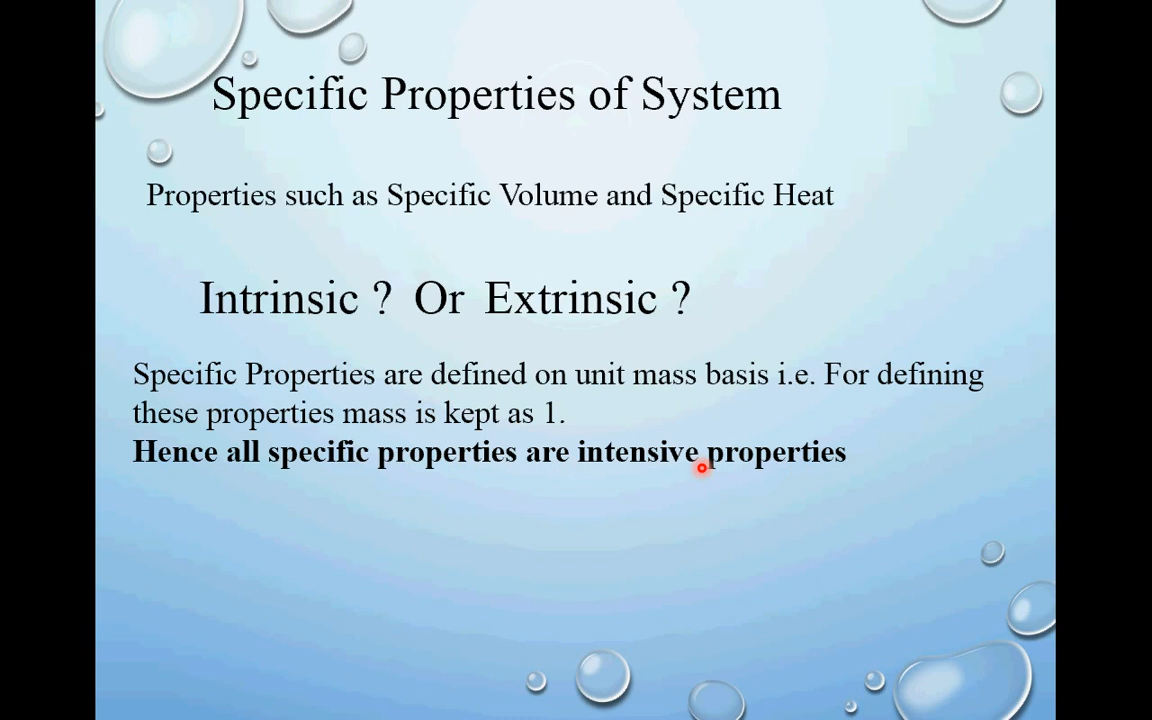 Specific Properties of System
Properties such as Specific Volume and Specific Heat
Intrinsic ? Or Extrinsic ?
Specific Properties are defined on unit mass basis i.e. For defining
these properties mass is kept as 1.
Hence all specific properties are intensive properties